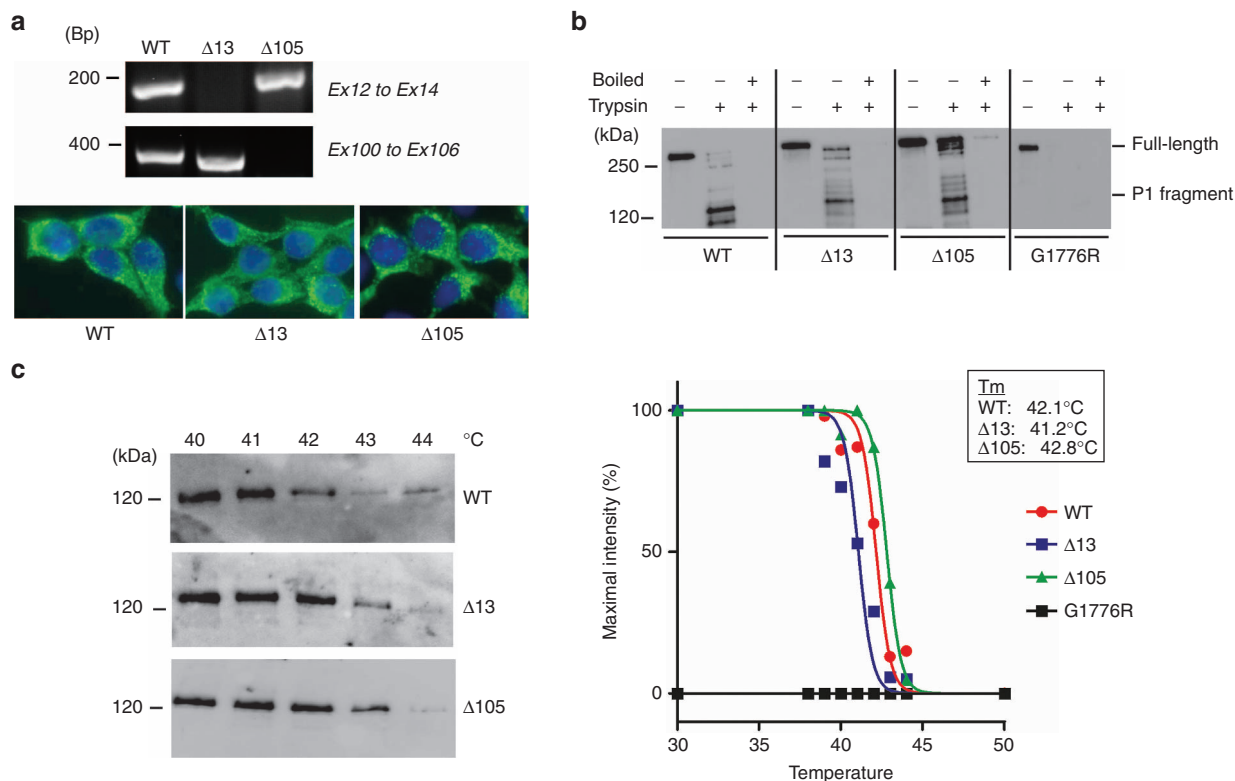 a
(Bp)
WT Δ13 Δ105
200
Ex12 to Ex14
400
Ex100 to Ex106
WT Δ13 Δ105
b
Boiled – – + – – + – – + – – +
Trypsin – + + – + + – + + – + +
(kDa)
250
120
Full-length
P1 fragment
WT Δ13 Δ105 G1776R
c
40 41 42 43 44 °C
(kDa)
120 WT
120 Δ13
120 Δ105
Tm
WT: 42.1°C
Δ13: 41.2°C
Δ105: 42.8°C
Maximal intensity (%)
100
50
0
30 35 40 45 50
Temperature
WT
Δ13
Δ105
G1776R